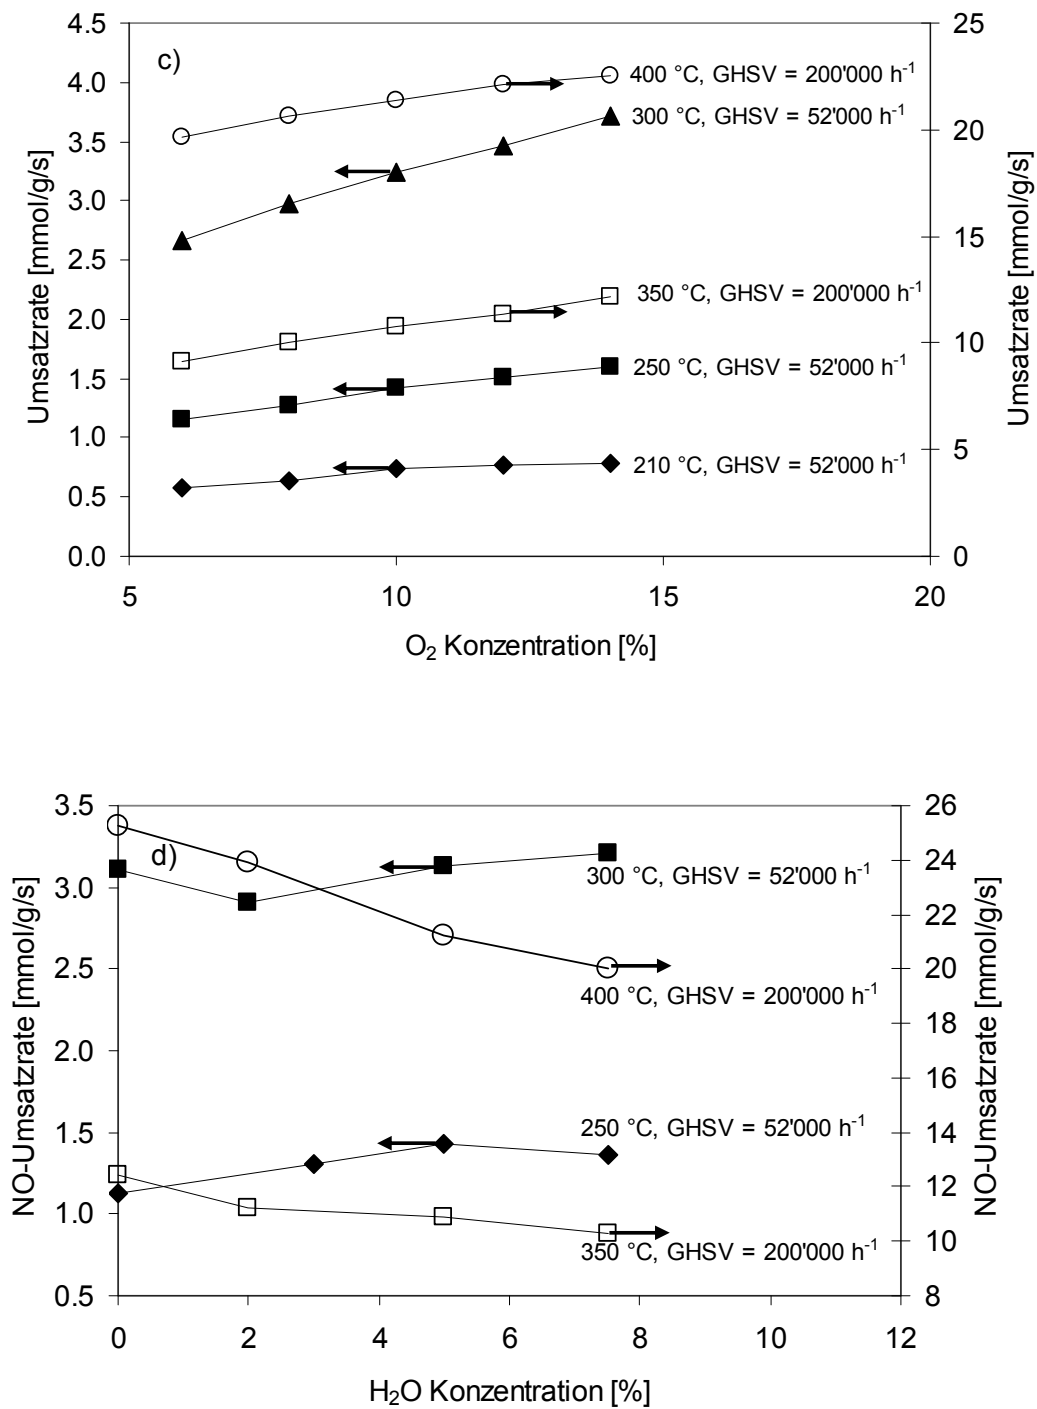 c)
4.5
4.0
3.5
3.0
2.5
2.0
1.5
1.0
0.5
0.0
Umsatzrate [mmol/g/s]
25
20
15
10
5
0
Umsatzrate [mmol/g/s]
400 °C, GHSV = 200'000 h⁻¹
300 °C, GHSV = 52'000 h⁻¹
350 °C, GHSV = 200'000 h⁻¹
250 °C, GHSV = 52'000 h⁻¹
210 °C, GHSV = 52'000 h⁻¹
5 10 15 20
O₂ Konzentration [%]
d)
3.5
3.0
2.5
2.0
1.5
1.0
0.5
NO-Umsatzrate [mmol/g/s]
26
24
22
20
18
16
14
12
10
8
NO-Umsatzrate [mmol/g/s]
300 °C, GHSV = 52'000 h⁻¹
400 °C, GHSV = 200'000 h⁻¹
250 °C, GHSV = 52'000 h⁻¹
350 °C, GHSV = 200'000 h⁻¹
0 2 4 6 8 10 12
H₂O Konzentration [%]